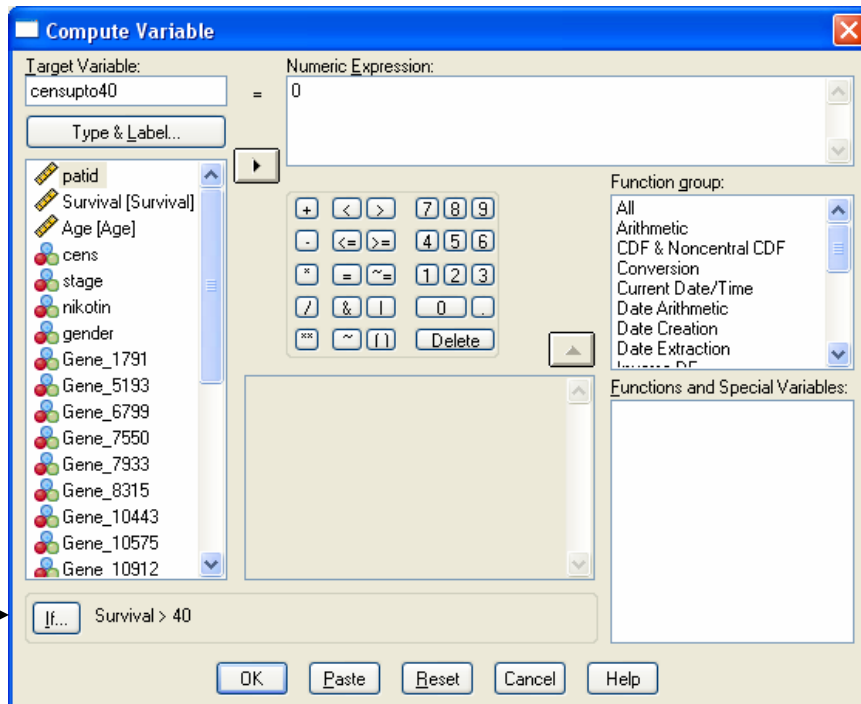 Compute Variable
Target Variable:
censupto40
=
Numeric Expression:
0
Type & Label...
patid
Survival [Survival]
Age [Age]
cens
stage
nikotin
gender
Gene_1791
Gene_5193
Gene_6799
Gene_7550
Gene_7933
Gene_8315
Gene_10443
Gene_10575
Gene_10912
+ < > 7 8 9
- <= >= 4 5 6
* = ~= 1 2 3
/ & | 0 .
** ~ () Delete
Function group:
All
Arithmetic
CDF & Noncentral CDF
Conversion
Current Date/Time
Date Arithmetic
Date Creation
Date Extraction
Inverse DF
Functions and Special Variables:
If... Survival > 40
OK Paste Reset Cancel Help